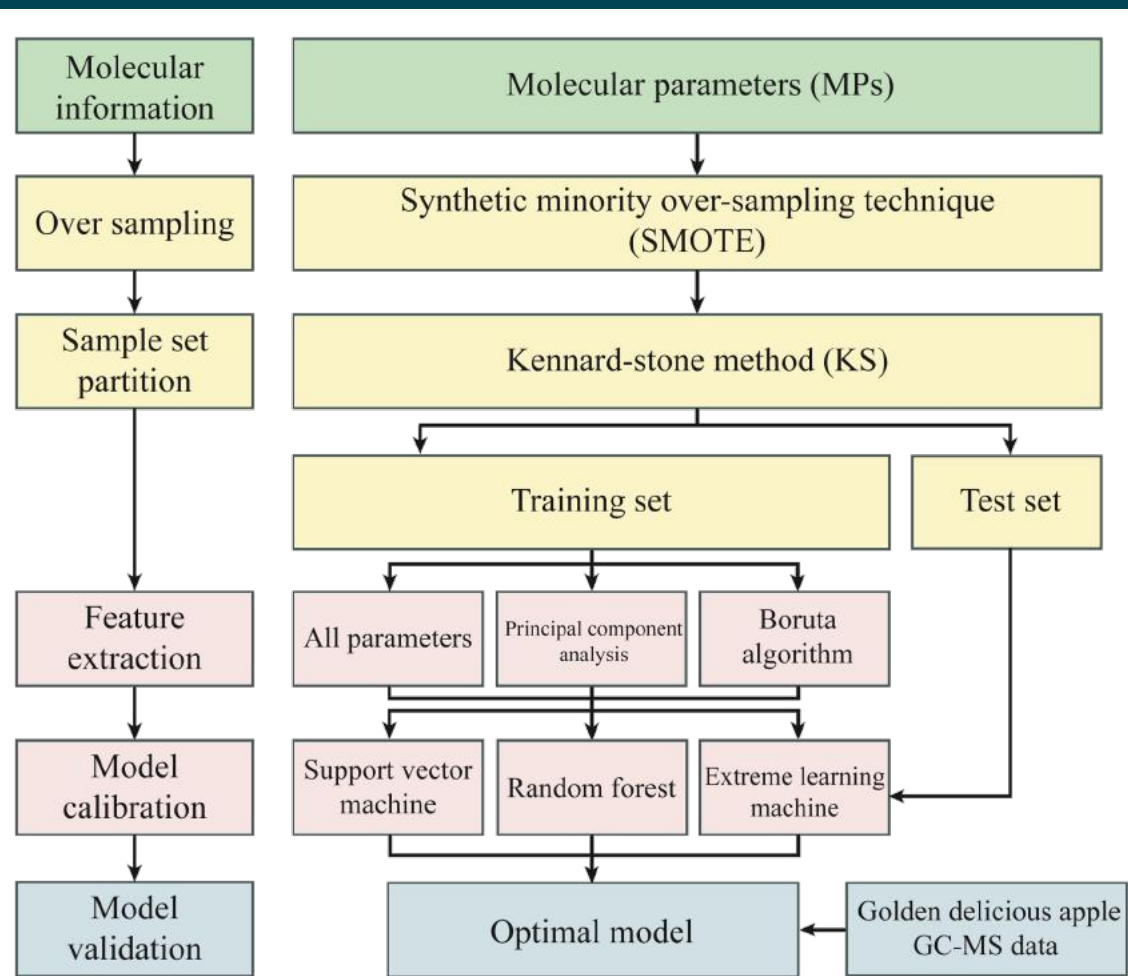 Molecular
information
Molecular parameters (MPs)
Over sampling
Synthetic minority over-sampling technique
(SMOTE)
Sample set
partition
Kennard-stone method (KS)
Training set
Test set
Feature
extraction
All parameters
Principal component
analysis
Boruta
algorithm
Model
calibration
Support vector
machine
Random forest
Extreme learning
machine
Model
validation
Optimal model
Golden delicious apple
GC-MS data